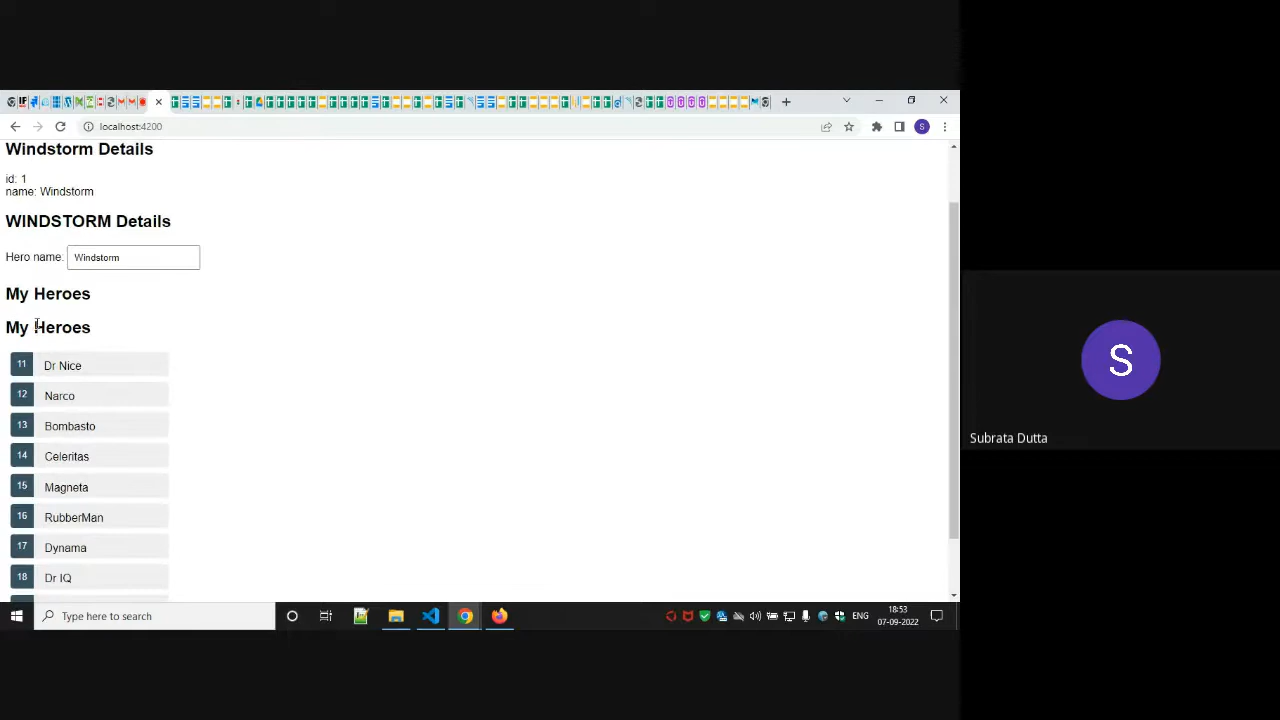 localhost:4200
S
Windstorm Details
id: 1
name: Windstorm
WINDSTORM Details
Hero name: Windstorm
My Heroes
My Heroes
11 Dr Nice
12 Narco
13 Bombasto
14 Celeritas
15 Magneta
16 RubberMan
17 Dynama
18 Dr IQ
S
Subrata Dutta
Type here to search
ENG
18:53
07-09-2022